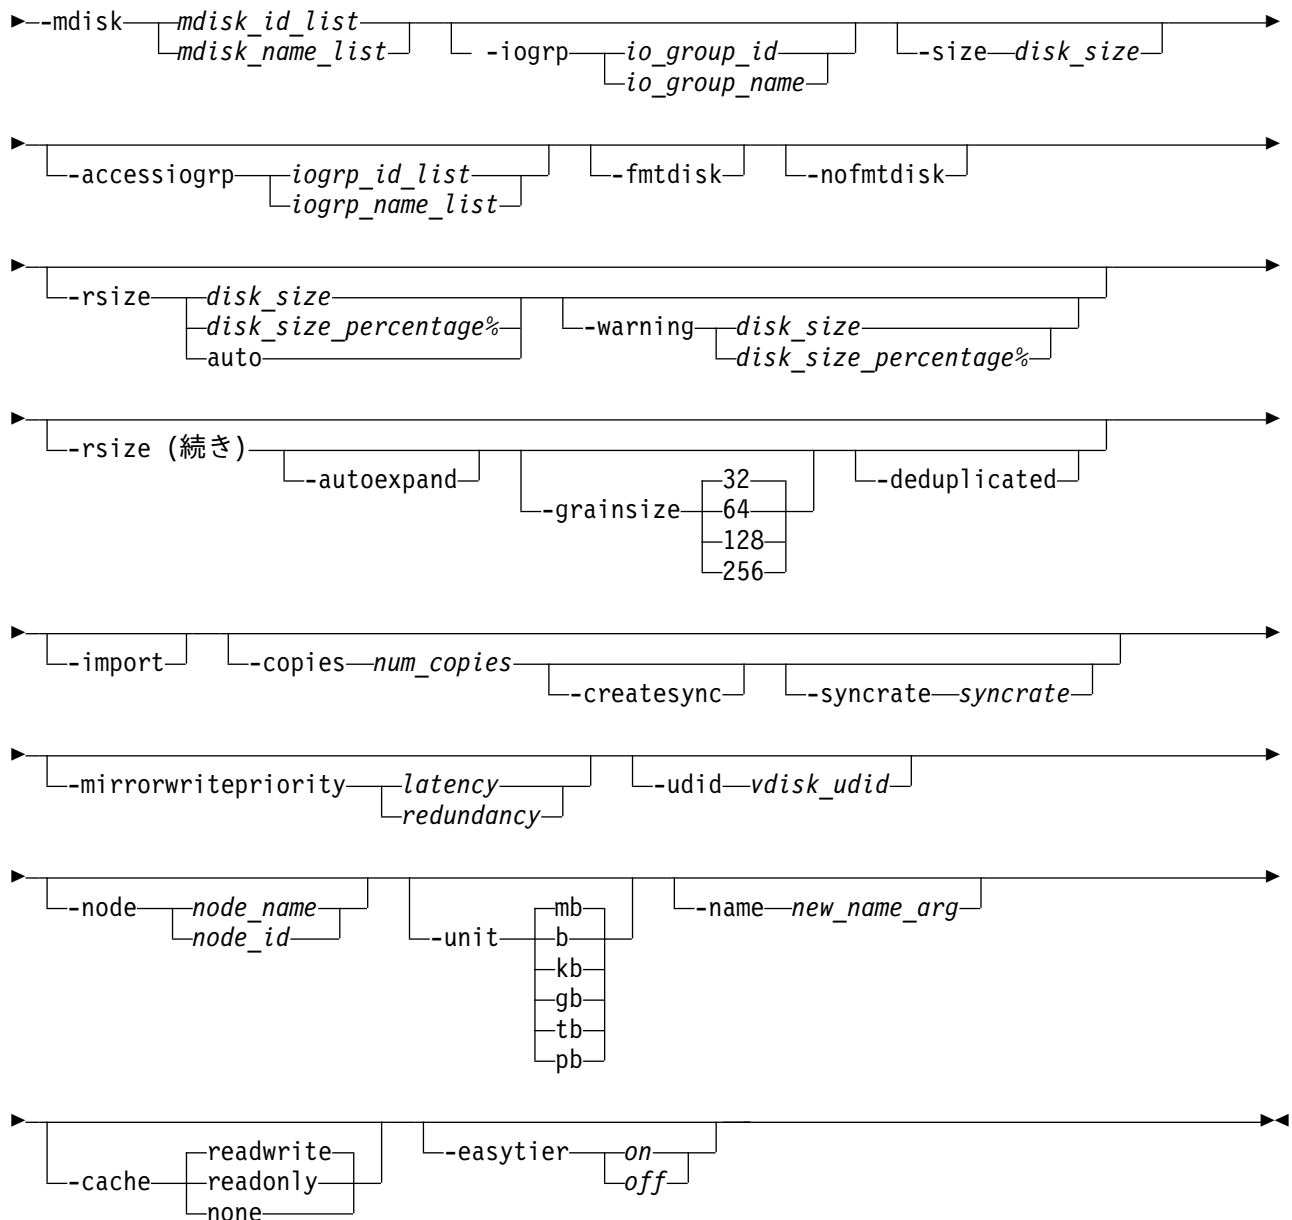 -mdisk mdisk_id_list -iogrp io_group_id -size disk_size
mdisk_name_list io_group_name
-accessiogrp iogrp_id_list -fmtdisk -nofmtdisk
iogrp_name_list
-rsize disk_size -warning disk_size
disk_size_percentage% disk_size_percentage%
auto
-rsize (続き) -autoexpand -grainsize 32 -deduplicated
64
128
256
-import -copies num_copies -createsync -syncrate syncrate
-mirrorwritepriority latency -udid vdisk_udid
redundancy
-node node_name -unit mb -name new_name_arg
node_id b
kb
gb
tb
pb
-cache readwrite -easytier on
readonly off
none